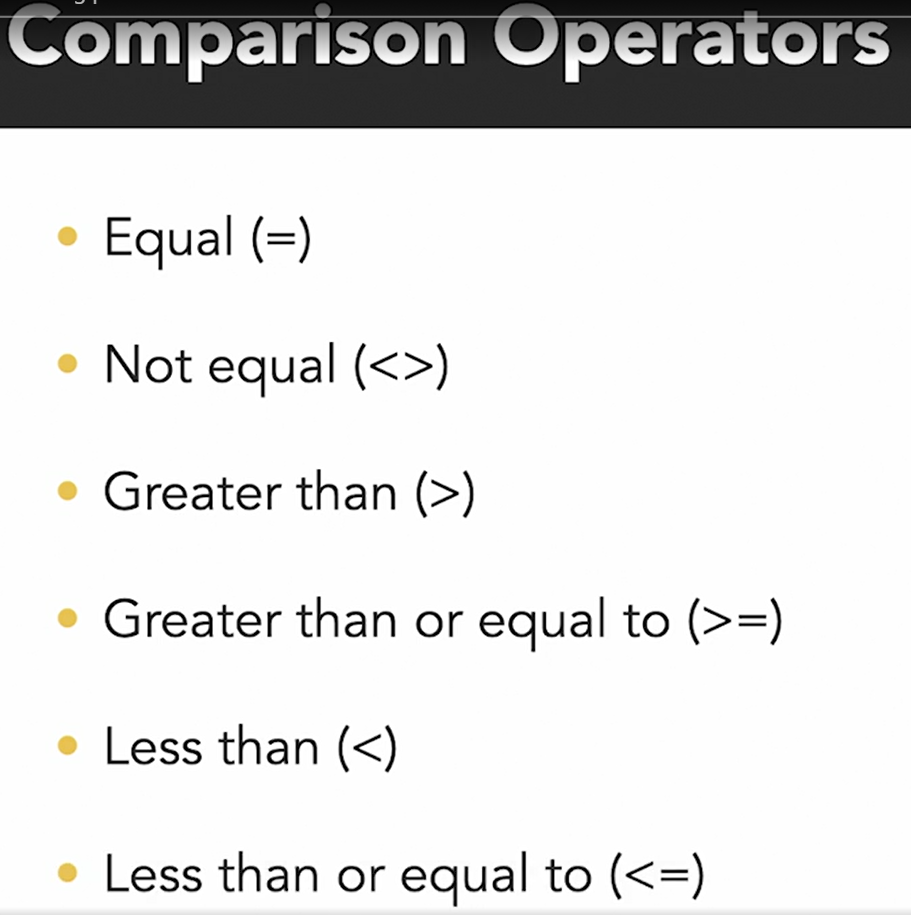 Comparison Operators
Equal (=)
Not equal (<>)
Greater than (>)
Greater than or equal to (>=)
Less than (<)
Less than or equal to (<=)